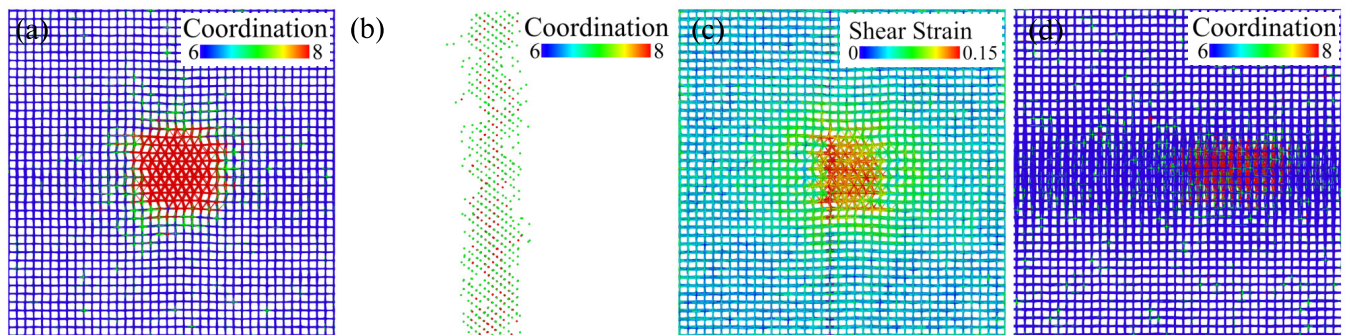 (a)
Coordination
6 8
(b)
Coordination
6 8
(c)
Shear Strain
0 0.15
(d)
Coordination
6 8